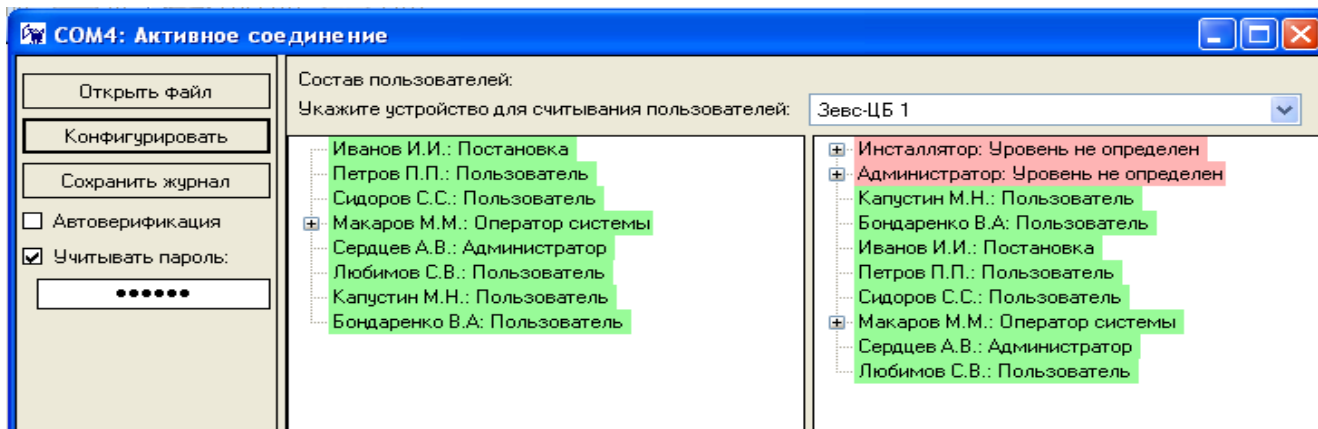 COM4: Активное соединение
Открыть файл
Конфигурировать
Сохранить журнал
Автоверификация
Учитывать пароль:
••••••
Состав пользователей:
Укажите устройство для считывания пользователей:
Зевс-ЦБ 1
Иванов И.И.: Постановка
Петров П.П.: Пользователь
Сидоров С.С.: Пользователь
Макаров М.М.: Оператор системы
Сердцев А.В.: Администратор
Любимов С.В.: Пользователь
Капустин М.Н.: Пользователь
Бондаренко В.А: Пользователь
Инсталлятор: Уровень не определен
Администратор: Уровень не определен
Капустин М.Н.: Пользователь
Бондаренко В.А: Пользователь
Иванов И.И.: Постановка
Петров П.П.: Пользователь
Сидоров С.С.: Пользователь
Макаров М.М.: Оператор системы
Сердцев А.В.: Администратор
Любимов С.В.: Пользователь